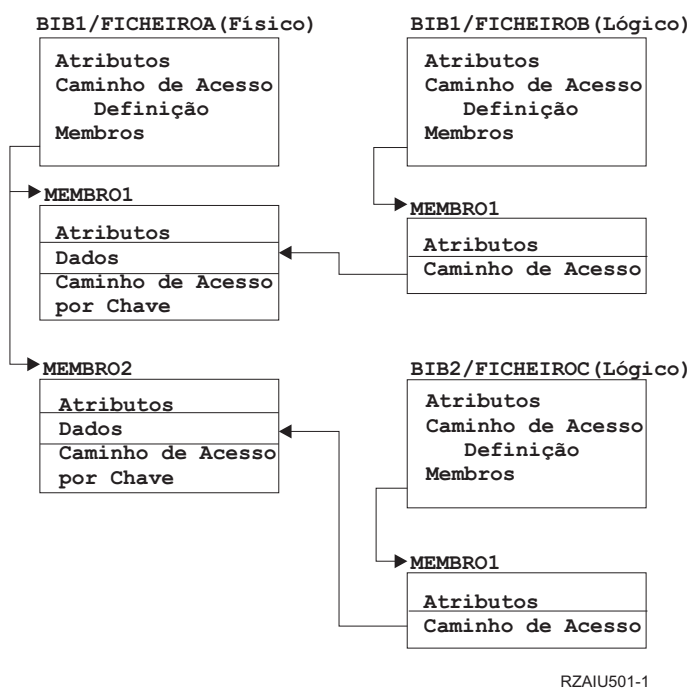 BIB1/FICHEIROA(Físico)
Atributos
Caminho de Acesso
Definição
Membros
MEMBRO1
Atributos
Dados
Caminho de Acesso
por Chave
MEMBRO2
Atributos
Dados
Caminho de Acesso
por Chave
BIB1/FICHEIROB(Lógico)
Atributos
Caminho de Acesso
Definição
Membros
MEMBRO1
Atributos
Caminho de Acesso
BIB2/FICHEIROC(Lógico)
Atributos
Caminho de Acesso
Definição
Membros
MEMBRO1
Atributos
Caminho de Acesso
RZAIU501-1